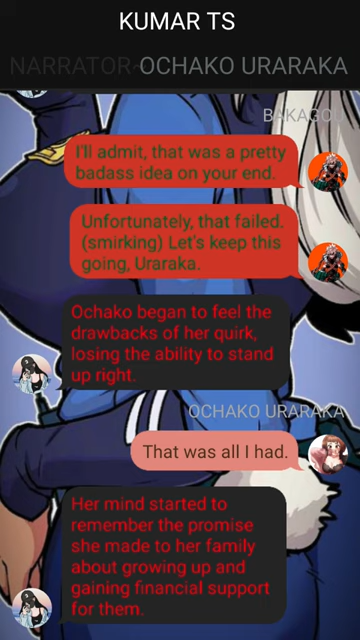 KUMAR TS
NARRATOR~OCHAKO URARAKA
BAKAGOU
I'll admit, that was a pretty
badass idea on your end.
Unfortunately, that failed.
(smirking) Let's keep this
going, Uraraka.
Ochako began to feel the
drawbacks of her quirk,
losing the ability to stand
up right.
OCHAKO URARAKA
That was all I had.
Her mind started to
remember the promise
she made to her family
about growing up and
gaining financial support
for them.